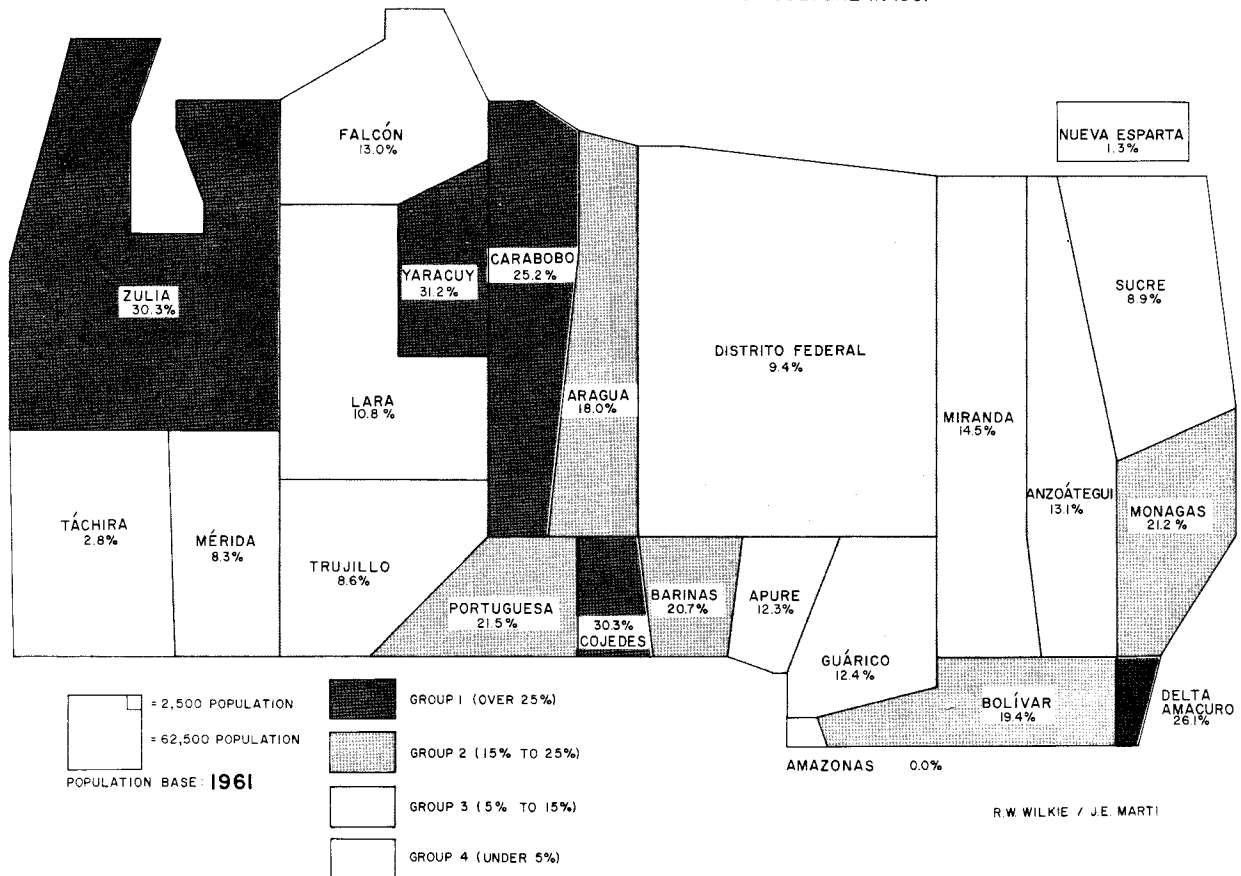 FALCÓN
13.0%
NUEVA ESPARTA
1.3%
ZULIA
30.3%
YARACUY
31.2%
CARABOBO
25.2%
SUCRE
8.9%
LARA
10.8%
ARAGUA
18.0%
DISTRITO FEDERAL
9.4%
MIRANDA
14.5%
ANZOÁTEGUI
13.1%
MONAGAS
21.2%
TÁCHIRA
2.8%
MÉRIDA
8.3%
TRUJILLO
8.6%
PORTUGUESA
21.5%
30.3%
COJEDES
BARINAS
20.7%
APURE
12.3%
GUÁRICO
12.4%
BOLÍVAR
19.4%
DELTA
AMACURO
26.1%
AMAZONAS 0.0%
= 2,500 POPULATION
= 62,500 POPULATION
POPULATION BASE: 1961
GROUP 1 (OVER 25%)
GROUP 2 (15% TO 25%)
GROUP 3 (5% TO 15%)
GROUP 4 (UNDER 5%)
R.W. WILKIE / J.E. MARTI